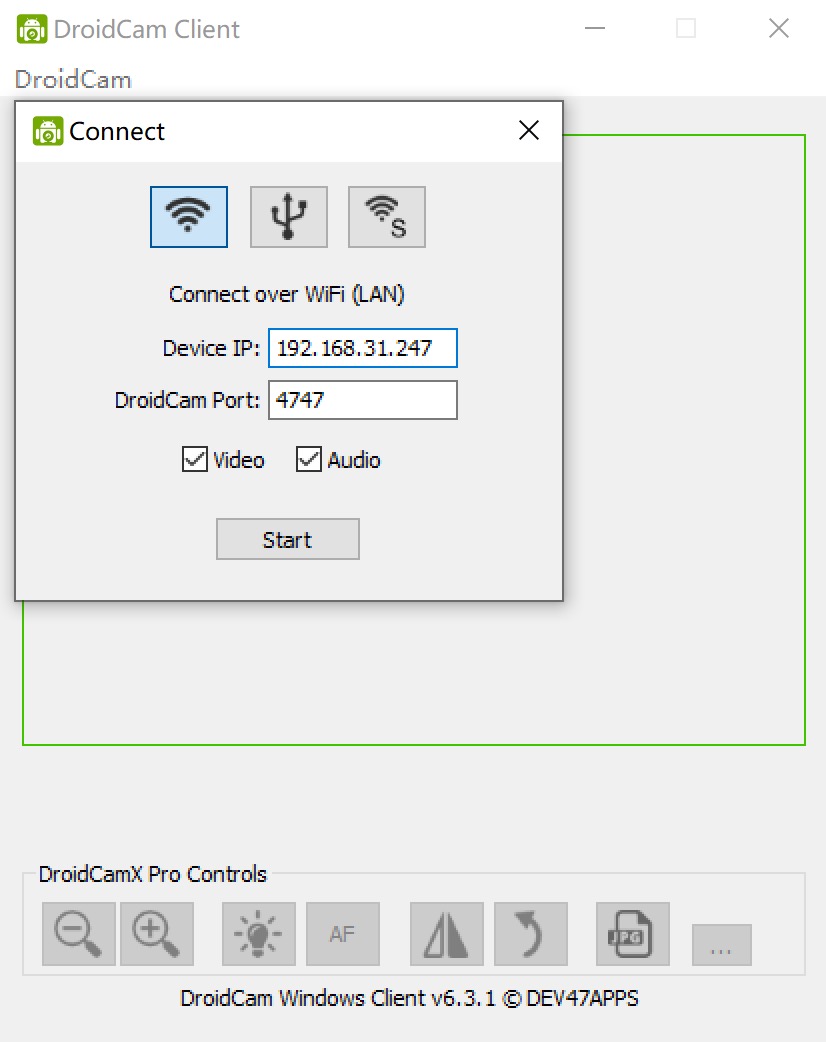 DroidCam Client
DroidCam
Connect
S
Connect over WiFi (LAN)
Device IP: 192.168.31.247
DroidCam Port: 4747
Video Audio
Start
DroidCamX Pro Controls
AF JPG ...
DroidCam Windows Client v6.3.1 © DEV47APPS